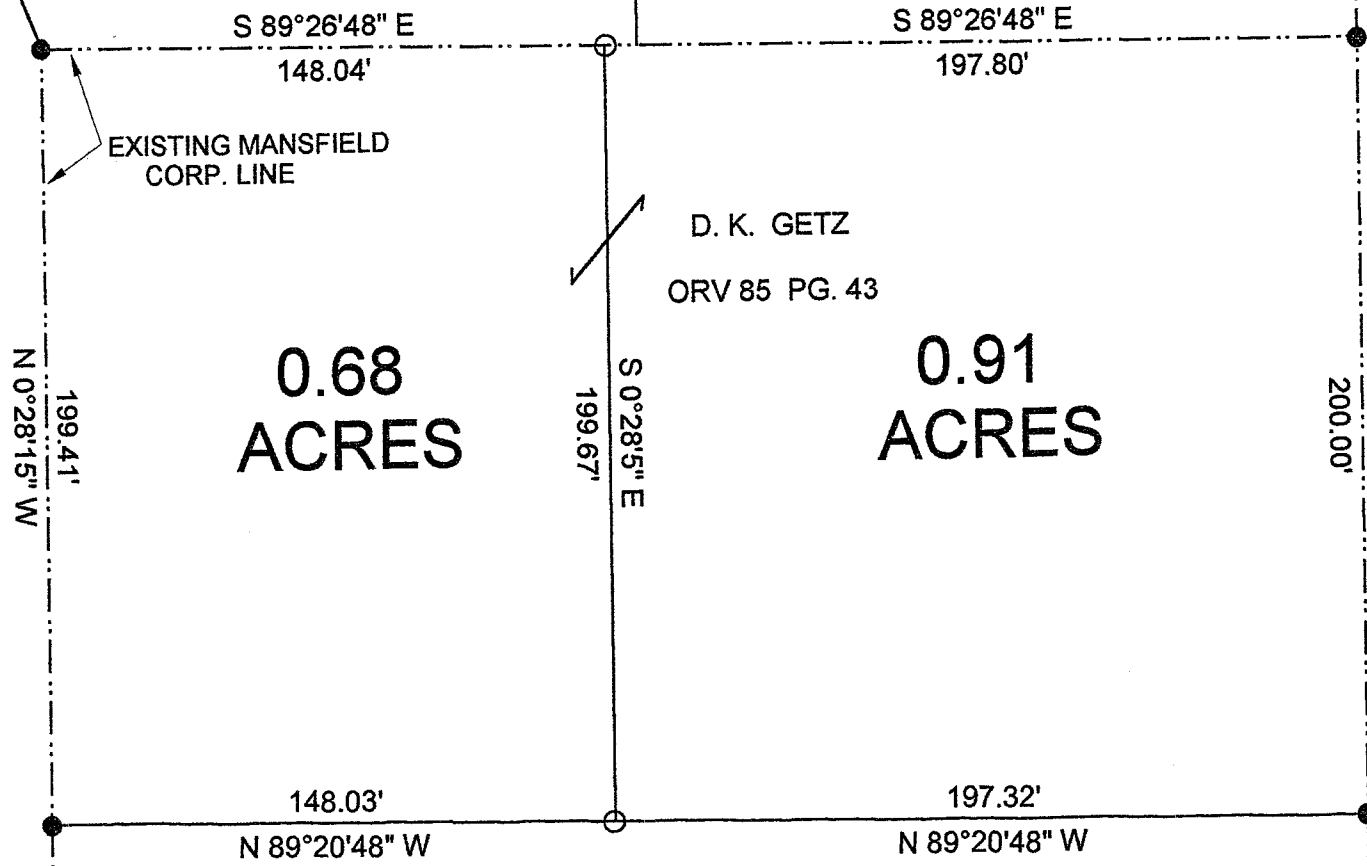 S 89°26'48" E
148.04'
S 89°26'48" E
197.80'
EXISTING MANSFIELD
CORP. LINE
D. K. GETZ
ORV 85 PG. 43
0.68
ACRES
0.91
ACRES
N 0°28'15" W
199.41'
S 0°28'5" E
199.67'
200.00'
148.03'
N 89°20'48" W
197.32'
N 89°20'48" W